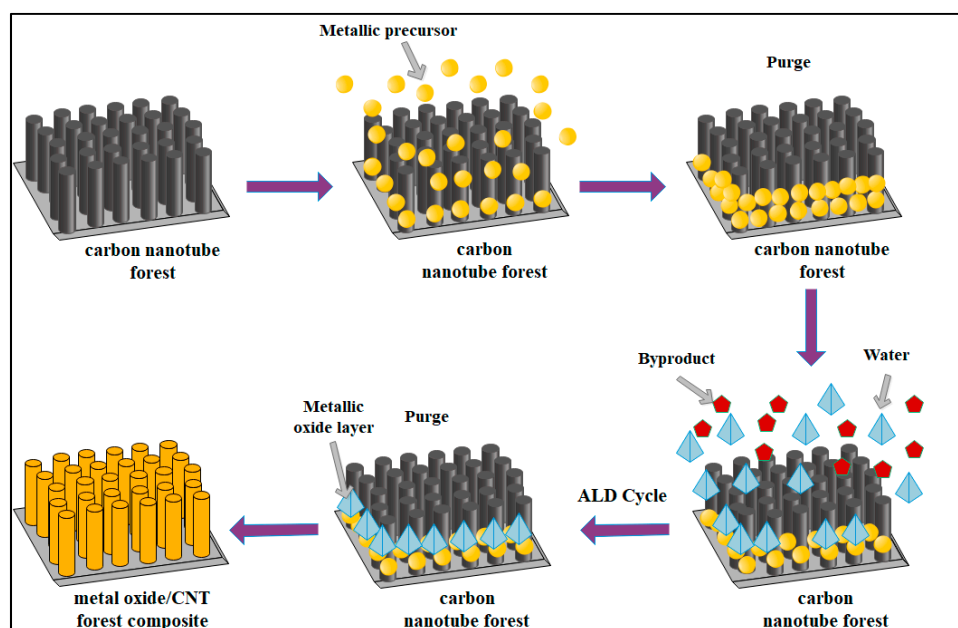 Metallic precursor
Purge
carbon nanotube
forest
carbon
nanotube forest
carbon nanotube
forest
Byproduct
Water
Metallic
oxide layer
Purge
ALD Cycle
metal oxide/CNT
forest composite
carbon
nanotube forest
carbon
nanotube forest